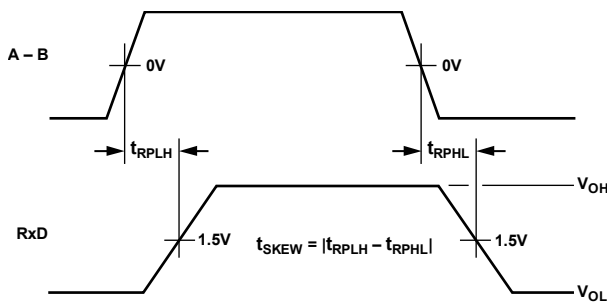 A – B
0V
0V
tRPLH
tRPHL
VOH
RxD
1.5V
tSKEW = |tRPLH – tRPHL|
1.5V
VOL